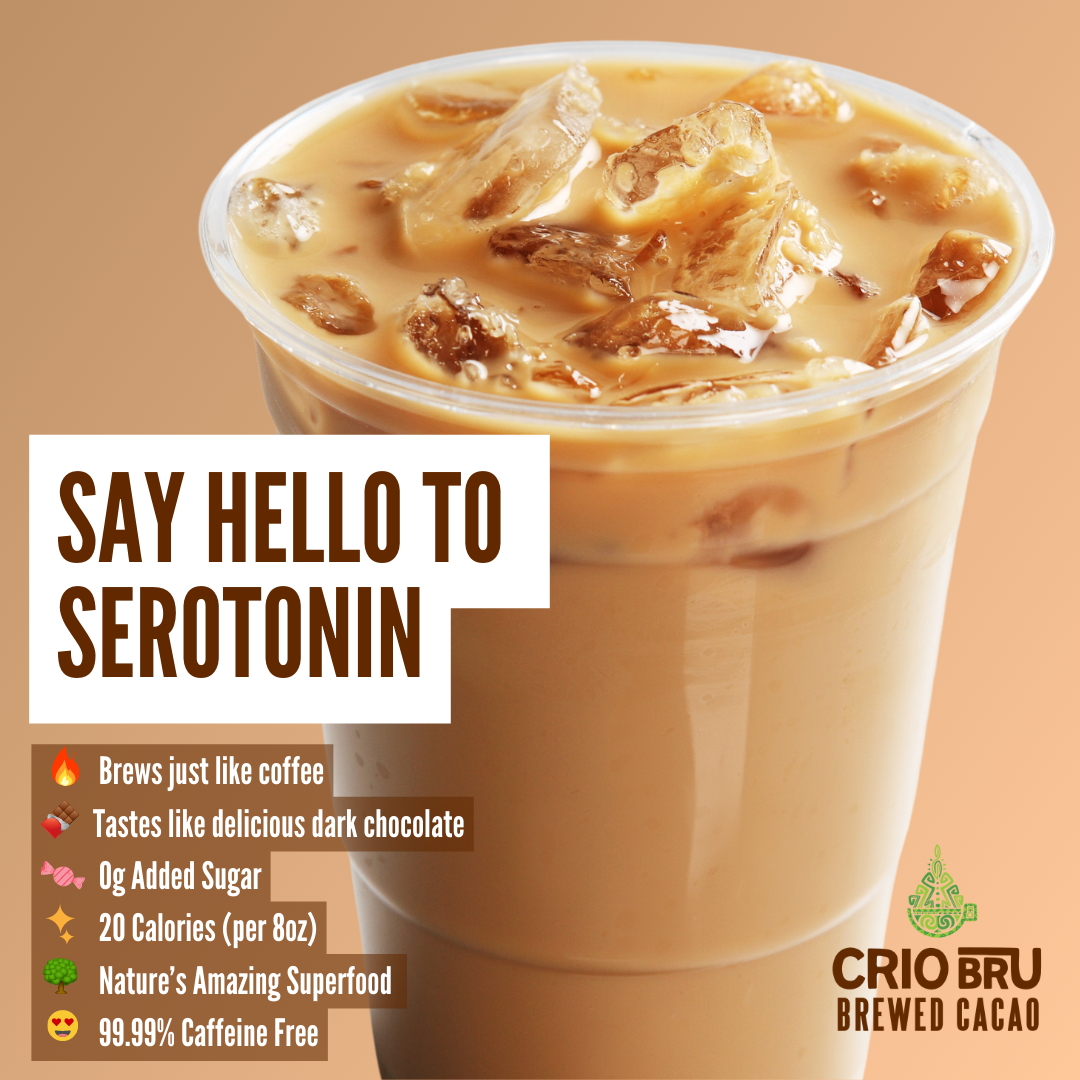 SAY HELLO TO
SEROTONIN
🔥 Brews just like coffee
🍫 Tastes like delicious dark chocolate
🍬 0g Added Sugar
✨ 20 Calories (per 8oz)
🌳 Nature's Amazing Superfood
😍 99.99% Caffeine Free
CRIO BRU
BREWED CACAO